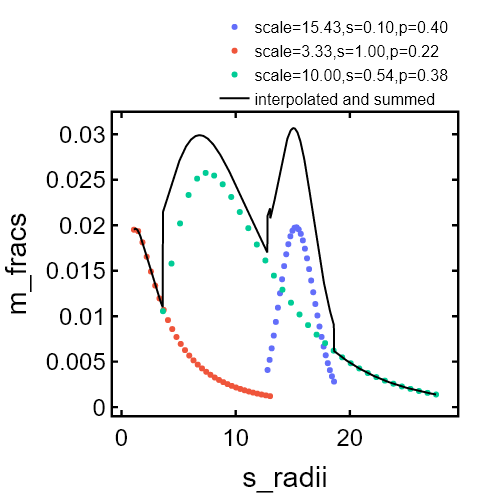 scale=15.43,s=0.10,p=0.40
scale=3.33,s=1.00,p=0.22
scale=10.00,s=0.54,p=0.38
interpolated and summed
0.03
0.025
0.02
0.015
0.01
0.005
0
m_fracs
0 10 20
s_radii